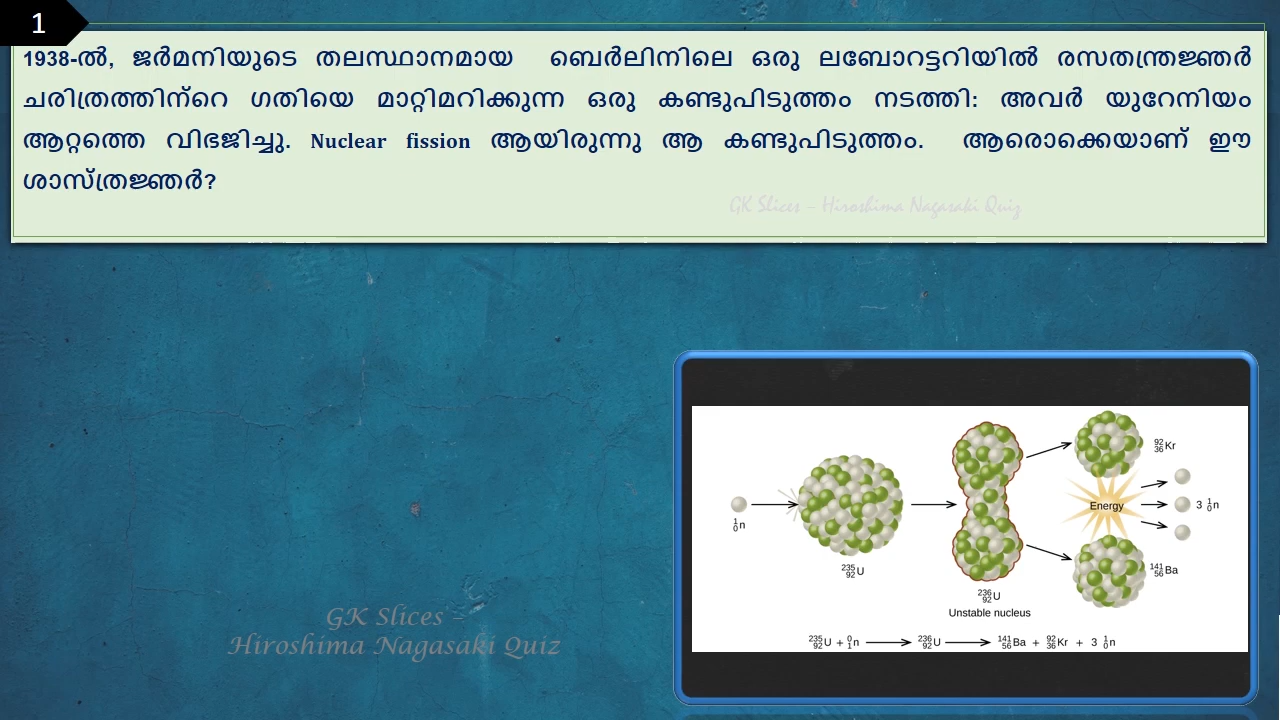 1
1938-ൽ, ജർമനിയുടെ തലസ്ഥാനമായ ബെർലിനിലെ ഒരു ലബോറട്ടറിയിൽ രസതന്ത്രജ്ഞർ
ചരിത്രത്തിന്റെ ഗതിയെ മാറ്റിമറിക്കുന്ന ഒരു കണ്ടുപിടുത്തം നടത്തി: അവർ യുറേനിയം
ആറ്റത്തെ വിഭജിച്ചു. Nuclear fission ആയിരുന്നു ആ കണ്ടുപിടുത്തം. ആരൊക്കെയാണ് ഈ
ശാസ്ത്രജ്ഞർ?
GK Slices – Hiroshima Nagasaki Quiz
92 36 Kr
1 0 n
235 92 U
Energy
3 1 0 n
141 56 Ba
236 92 U
Unstable nucleus
235 92 U + 0 1 n 236 92 U 141 56 Ba + 92 36 Kr + 3 1 0 n
GK Slices –
Hiroshima Nagasaki Quiz